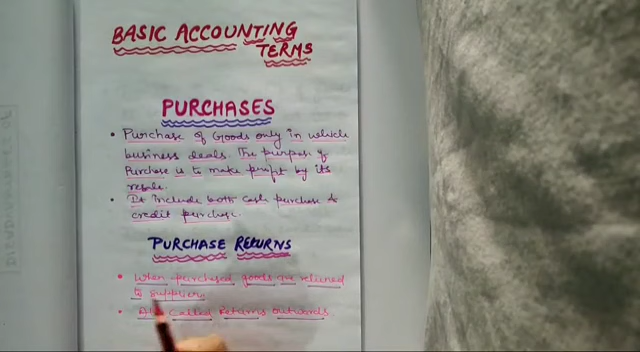 BASIC ACCOUNTING
TERMS
PURCHASES
• Purchase of Goods only in which
business deals. The purpose of
Purchase is to make profit by its
resale.
• It include both cash purchase &
credit purchase.
PURCHASE RETURNS
• When purchased goods are returned
to supplier.
• Also called Returns outwards.